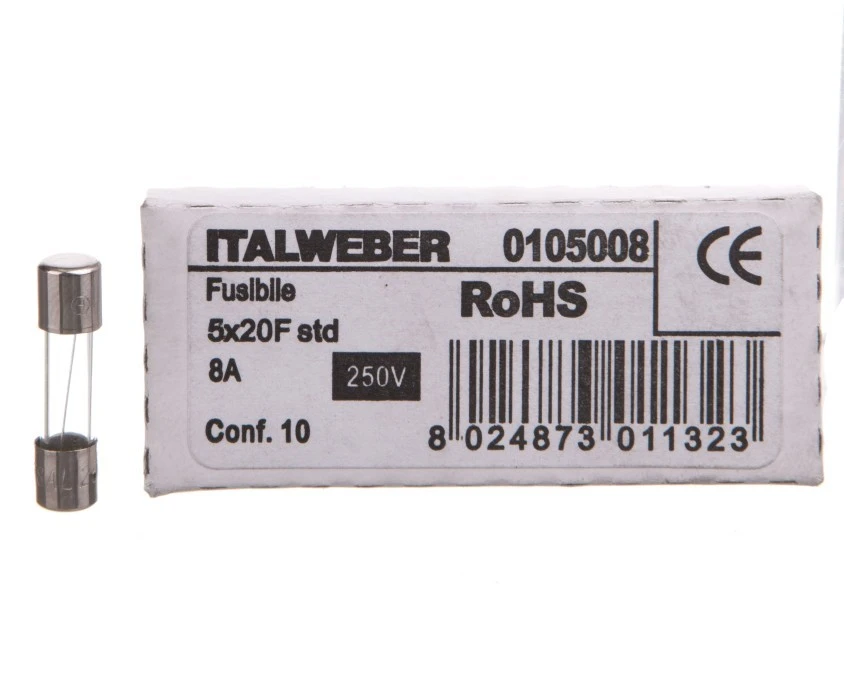 ITALWEBER 0105008 CE
Fusibile
RoHS
5x20F std
8A
250V
Conf. 10
8 024873 011323